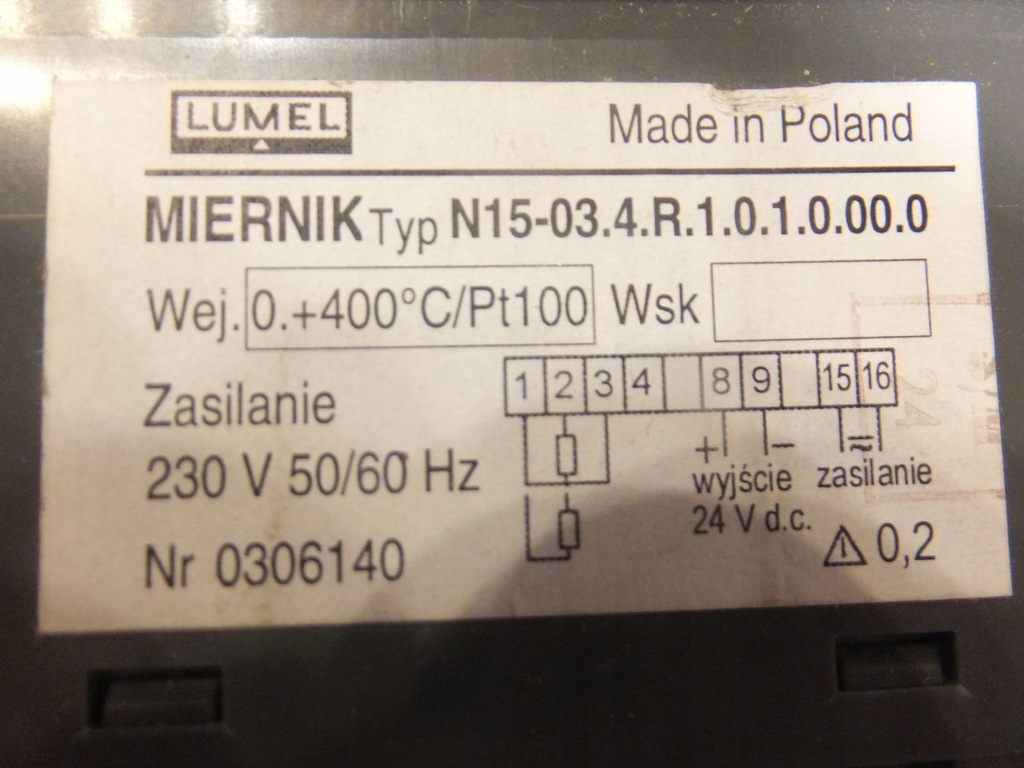 LUMEL
Made in Poland
MIERNIK Typ N15-03.4.R.1.0.1.0.00.0
Wej. 0.+400°C/Pt100 Wsk
Zasilanie
1 2 3 4 8 9 15 16
+ − ≂
230 V 50/60 Hz
wyjście zasilanie
24 V d.c.
Nr 0306140
0,2